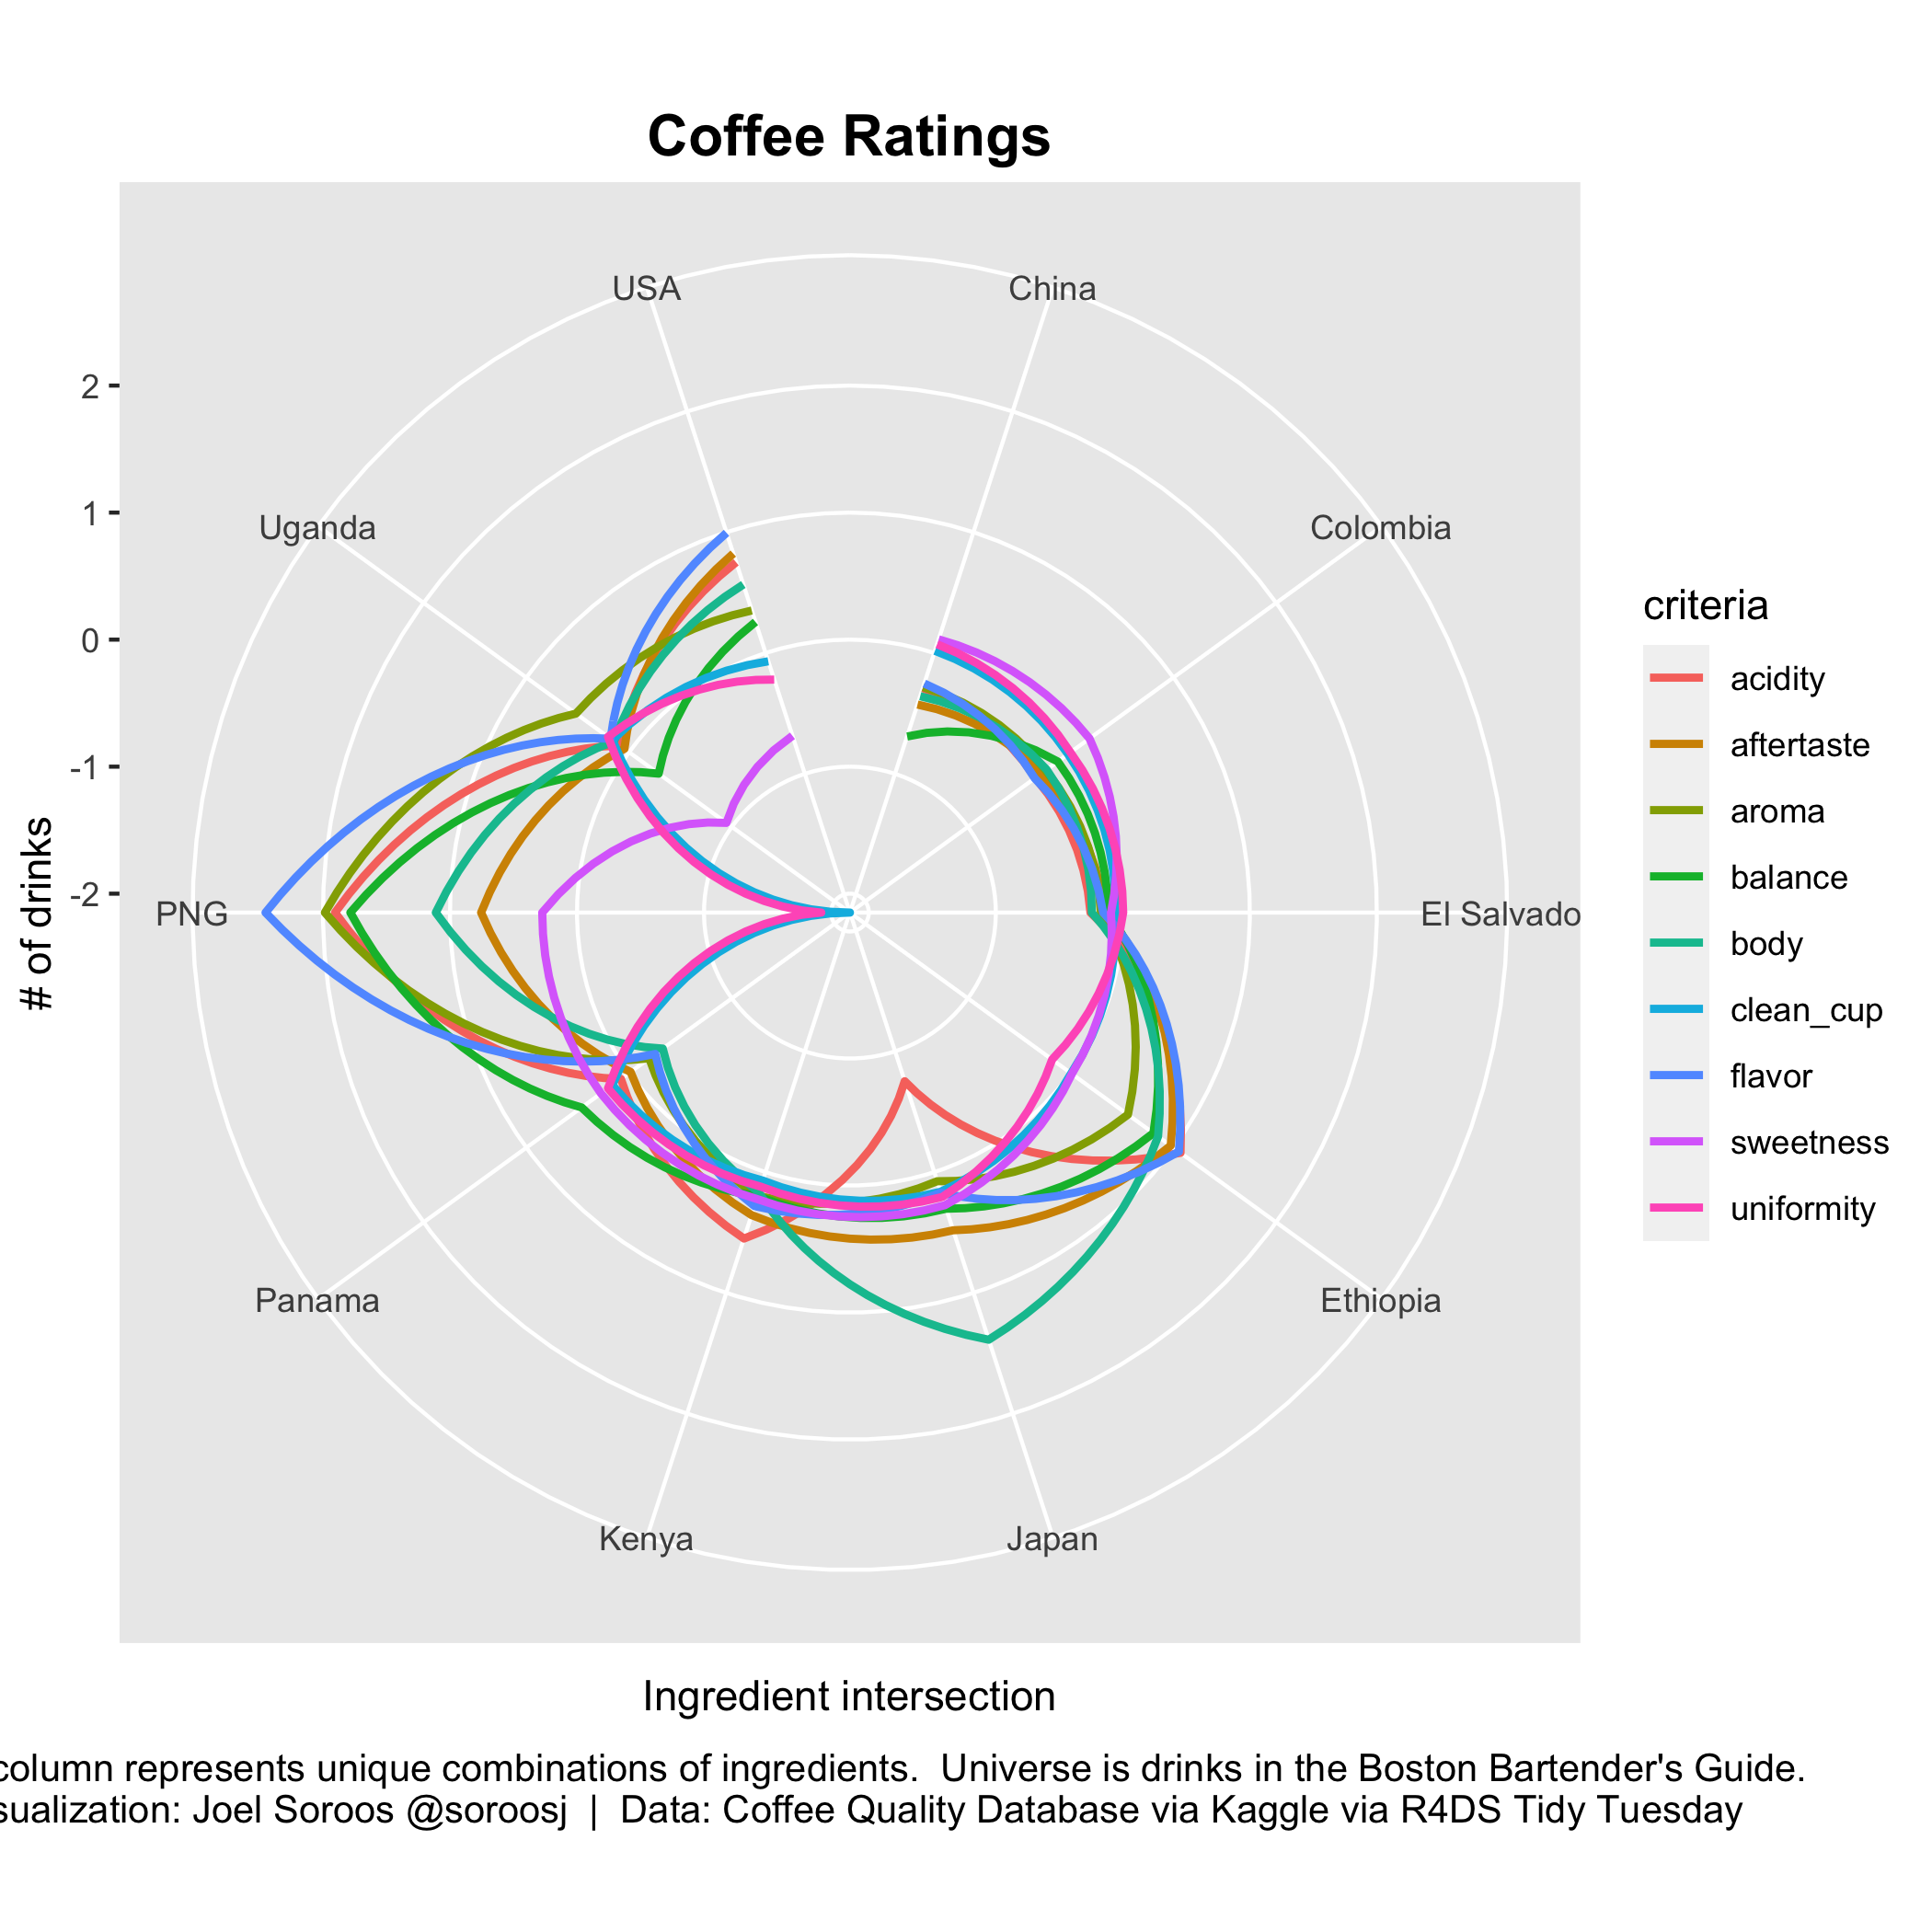 Coffee Ratings
USA
China
Uganda
Colombia
PNG
El Salvado
Panama
Ethiopia
Kenya
Japan
2
1
0
-1
-2
# of drinks
criteria
acidity
aftertaste
aroma
balance
body
clean_cup
flavor
sweetness
uniformity
Ingredient intersection
column represents unique combinations of ingredients.  Universe is drinks in the Boston Bartender's Guide.
sualization: Joel Soroos @soroosj  |  Data: Coffee Quality Database via Kaggle via R4DS Tidy Tuesday